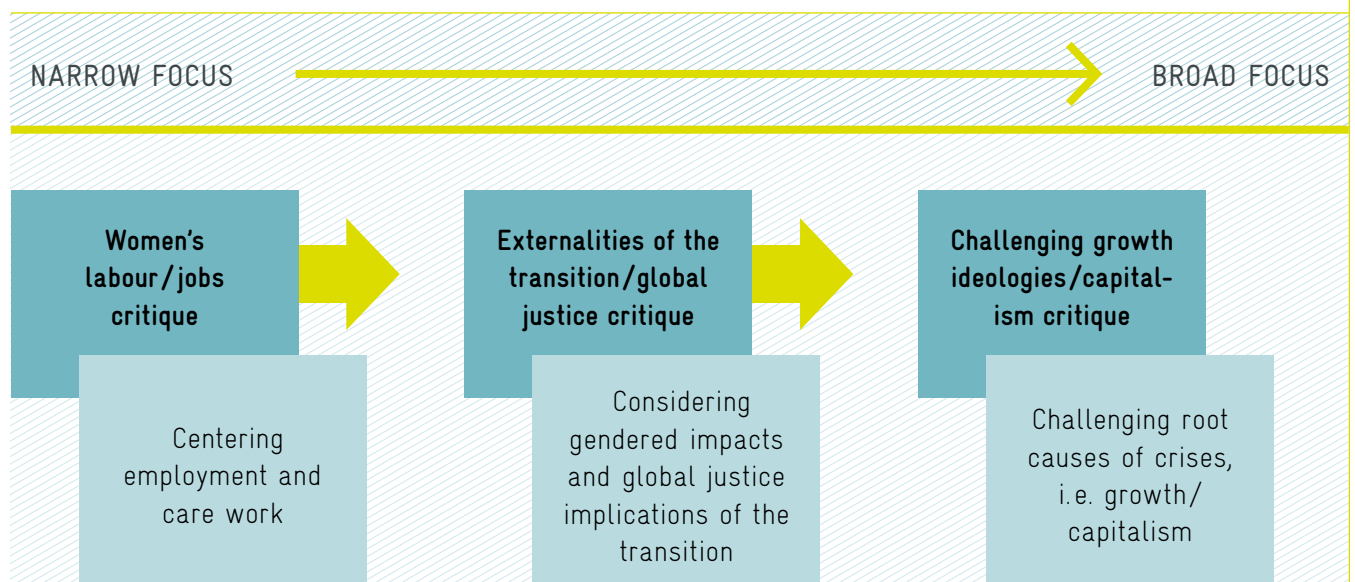 NARROW FOCUS
BROAD FOCUS
Women's
labour/jobs
critique
Centering
employment and
care work
Externalities of the
transition/global
justice critique
Considering
gendered impacts
and global justice
implications of the
transition
Challenging growth
ideologies/capital-
ism critique
Challenging root
causes of crises,
i.e. growth/
capitalism